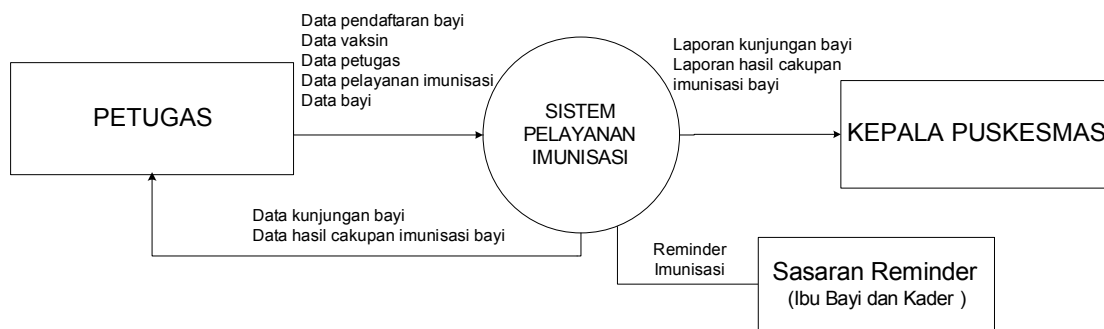 PETUGAS
Data pendaftaran bayi
Data vaksin
Data petugas
Data pelayanan imunisasi
Data bayi
SISTEM
PELAYANAN
IMUNISASI
Laporan kunjungan bayi
Laporan hasil cakupan
imunisasi bayi
KEPALA PUSKESMAS
Data kunjungan bayi
Data hasil cakupan imunisasi bayi
Reminder
Imunisasi
Sasaran Reminder
(Ibu Bayi dan Kader )